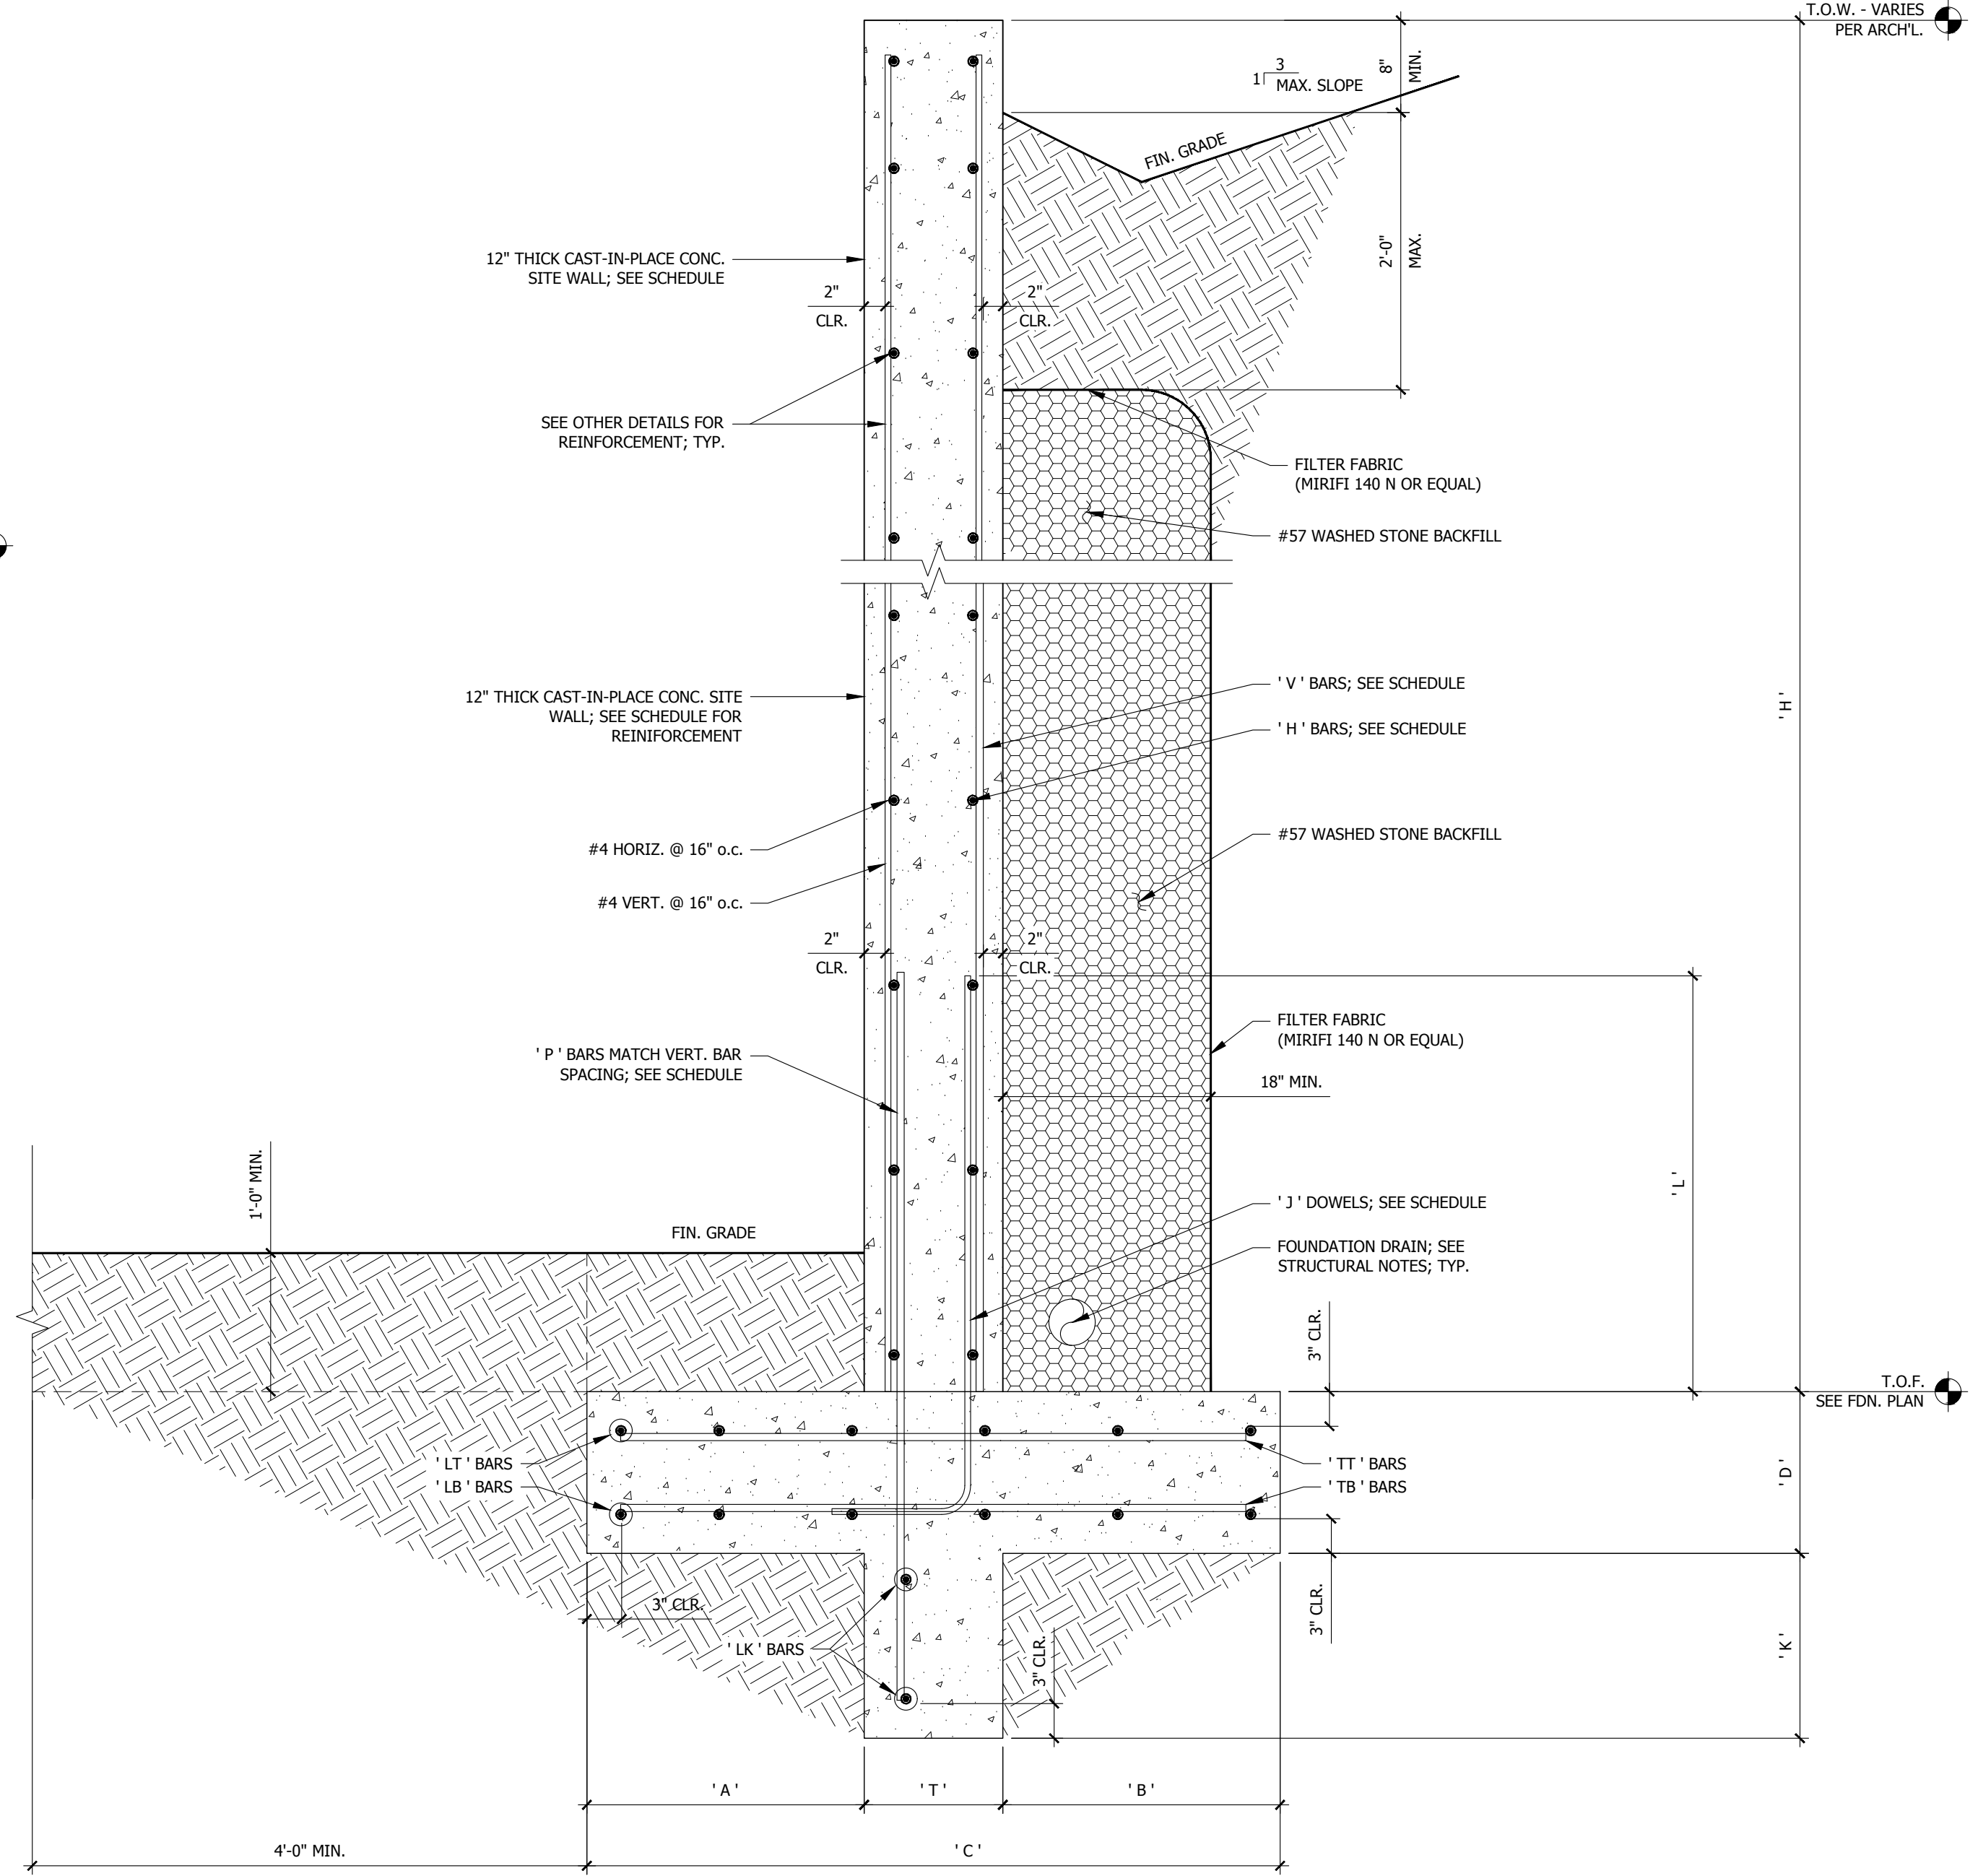 T.O.W. - VARIES
PER ARCH'L.
8"
MIN.
3
1
MAX. SLOPE
FIN. GRADE
2'-0"
MAX.
12" THICK CAST-IN-PLACE CONC.
SITE WALL; SEE SCHEDULE
2"
CLR.
2"
CLR.
SEE OTHER DETAILS FOR
REINFORCEMENT; TYP.
FILTER FABRIC
(MIRIFI 140 N OR EQUAL)
#57 WASHED STONE BACKFILL
12" THICK CAST-IN-PLACE CONC. SITE
WALL; SEE SCHEDULE FOR
REINIFORCEMENT
' V ' BARS; SEE SCHEDULE
' H ' BARS; SEE SCHEDULE
' H '
#4 HORIZ. @ 16" o.c.
#57 WASHED STONE BACKFILL
#4 VERT. @ 16" o.c.
2"
CLR.
2"
CLR.
FILTER FABRIC
(MIRIFI 140 N OR EQUAL)
' P ' BARS MATCH VERT. BAR
SPACING; SEE SCHEDULE
18" MIN.
1'-0" MIN.
' L '
' J ' DOWELS; SEE SCHEDULE
FIN. GRADE
FOUNDATION DRAIN; SEE
STRUCTURAL NOTES; TYP.
3" CLR.
T.O.F.
SEE FDN. PLAN
' LT ' BARS
' LB ' BARS
' TT ' BARS
' TB ' BARS
' D '
3" CLR.
3" CLR.
' LK ' BARS
3" CLR.
' K '
' A '
' T '
' B '
4'-0" MIN.
' C '